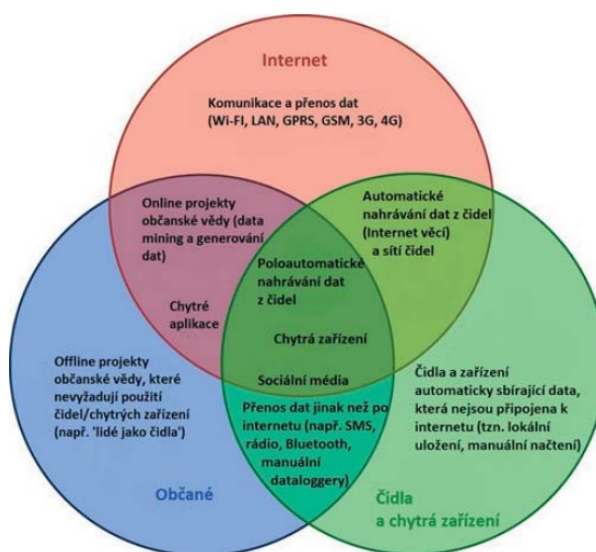 Internet
Komunikace a přenos dat
(Wi-FI, LAN, GPRS, GSM, 3G, 4G)
Online projekty
občanské vědy (data
mining a generování
dat)
Automatické
nahrávání dat z čidel
(Internet věcí)
a sítí čidel
Poloautomatické
nahrávání dat
z čidel
Chytré
aplikace
Chytrá zařízení
Sociální média
Offline projekty
občanské vědy, které
nevyžadují použití
čidel/chytrých zařízení
(např. 'lidé jako čidla')
Přenos dat jinak než po
internetu (např. SMS,
rádio, Bluetooth,
manuální
dataloggery)
Čidla a zařízení
automaticky sbírající data,
která nejsou připojena k
internetu (tzn. lokální
uložení, manuální načtení)
Občané
Čidla
a chytrá zařízení